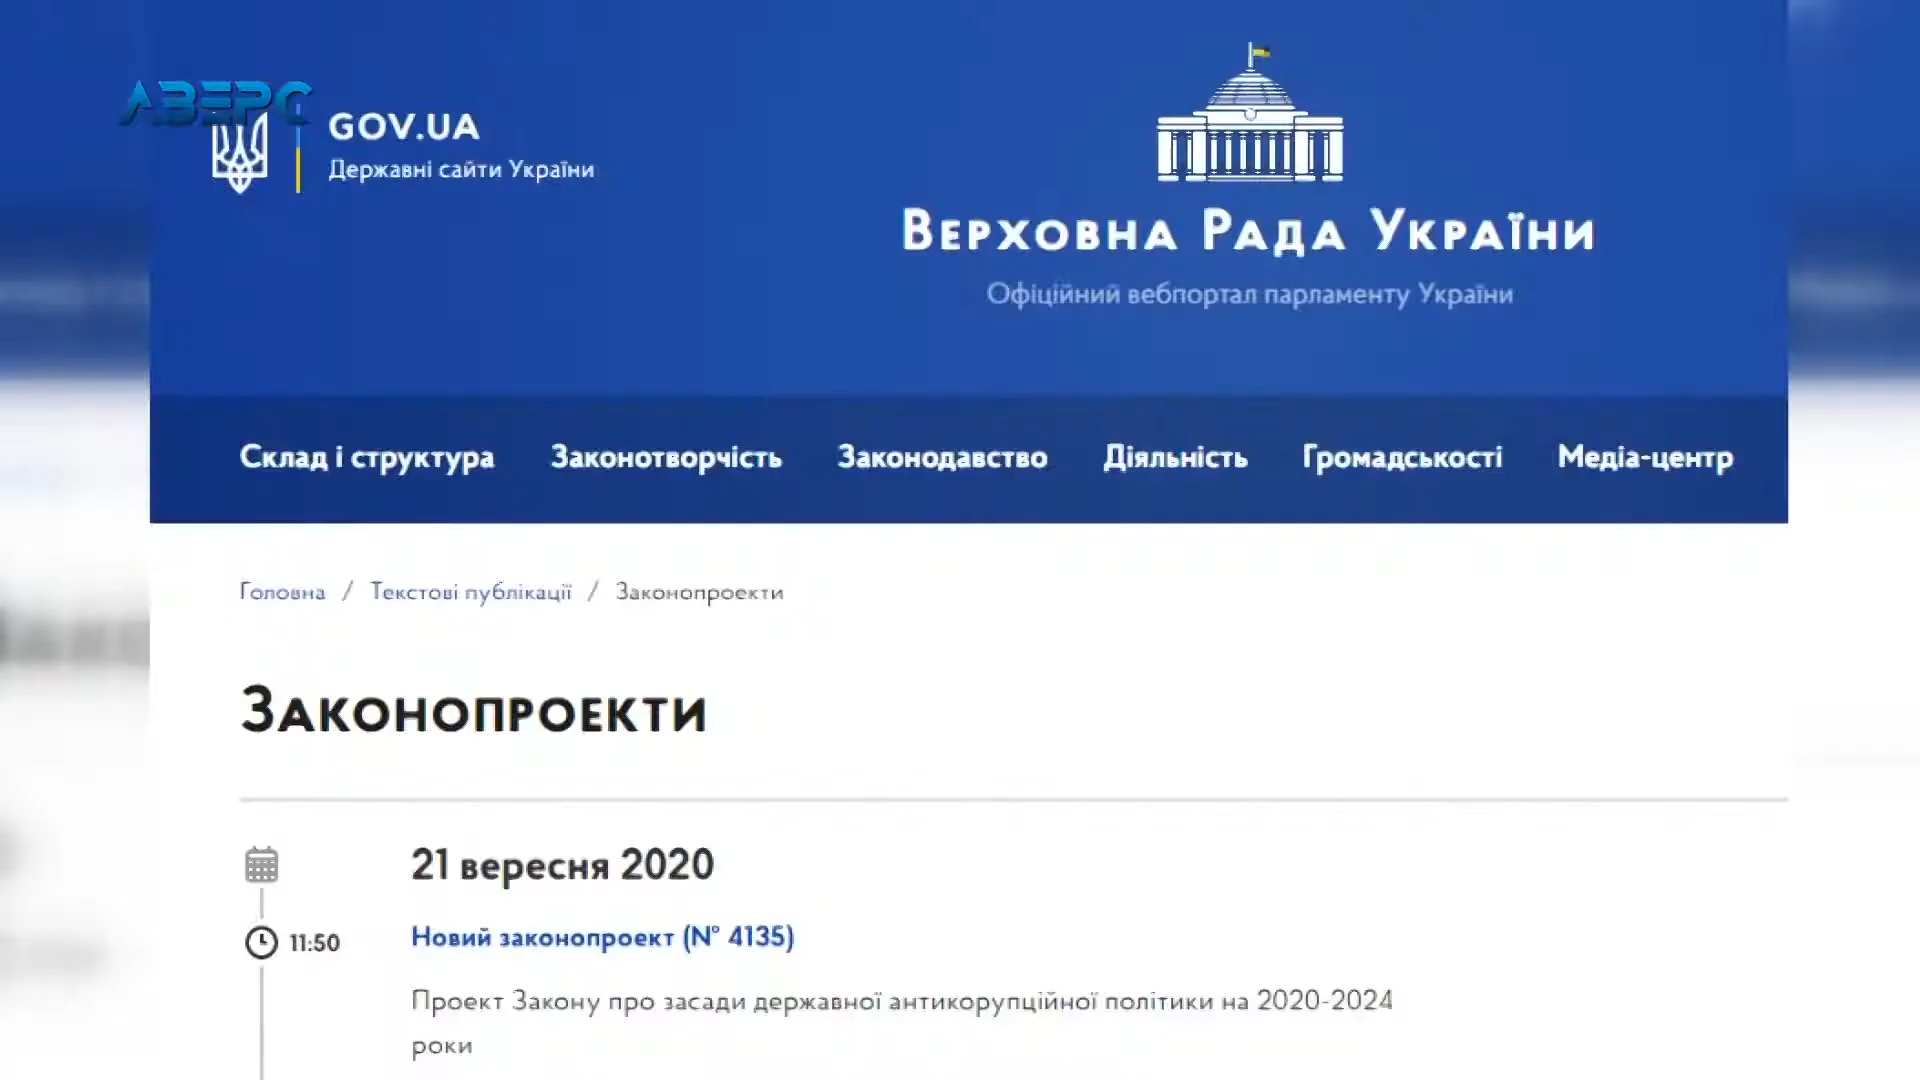 АВЕРС
GOV.UA
Державні сайти України
Верховна Рада України
Офіційний вебпортал парламенту України
Склад і структура Законотворчість Законодавство Діяльність Громадськості Медіа-центр
Головна / Текстові публікації / Законопроекти
Законопроекти
21 вересня 2020
11:50 Новий законопроект (N° 4135)
Проект Закону про засади державної антикорупційної політики на 2020-2024
роки